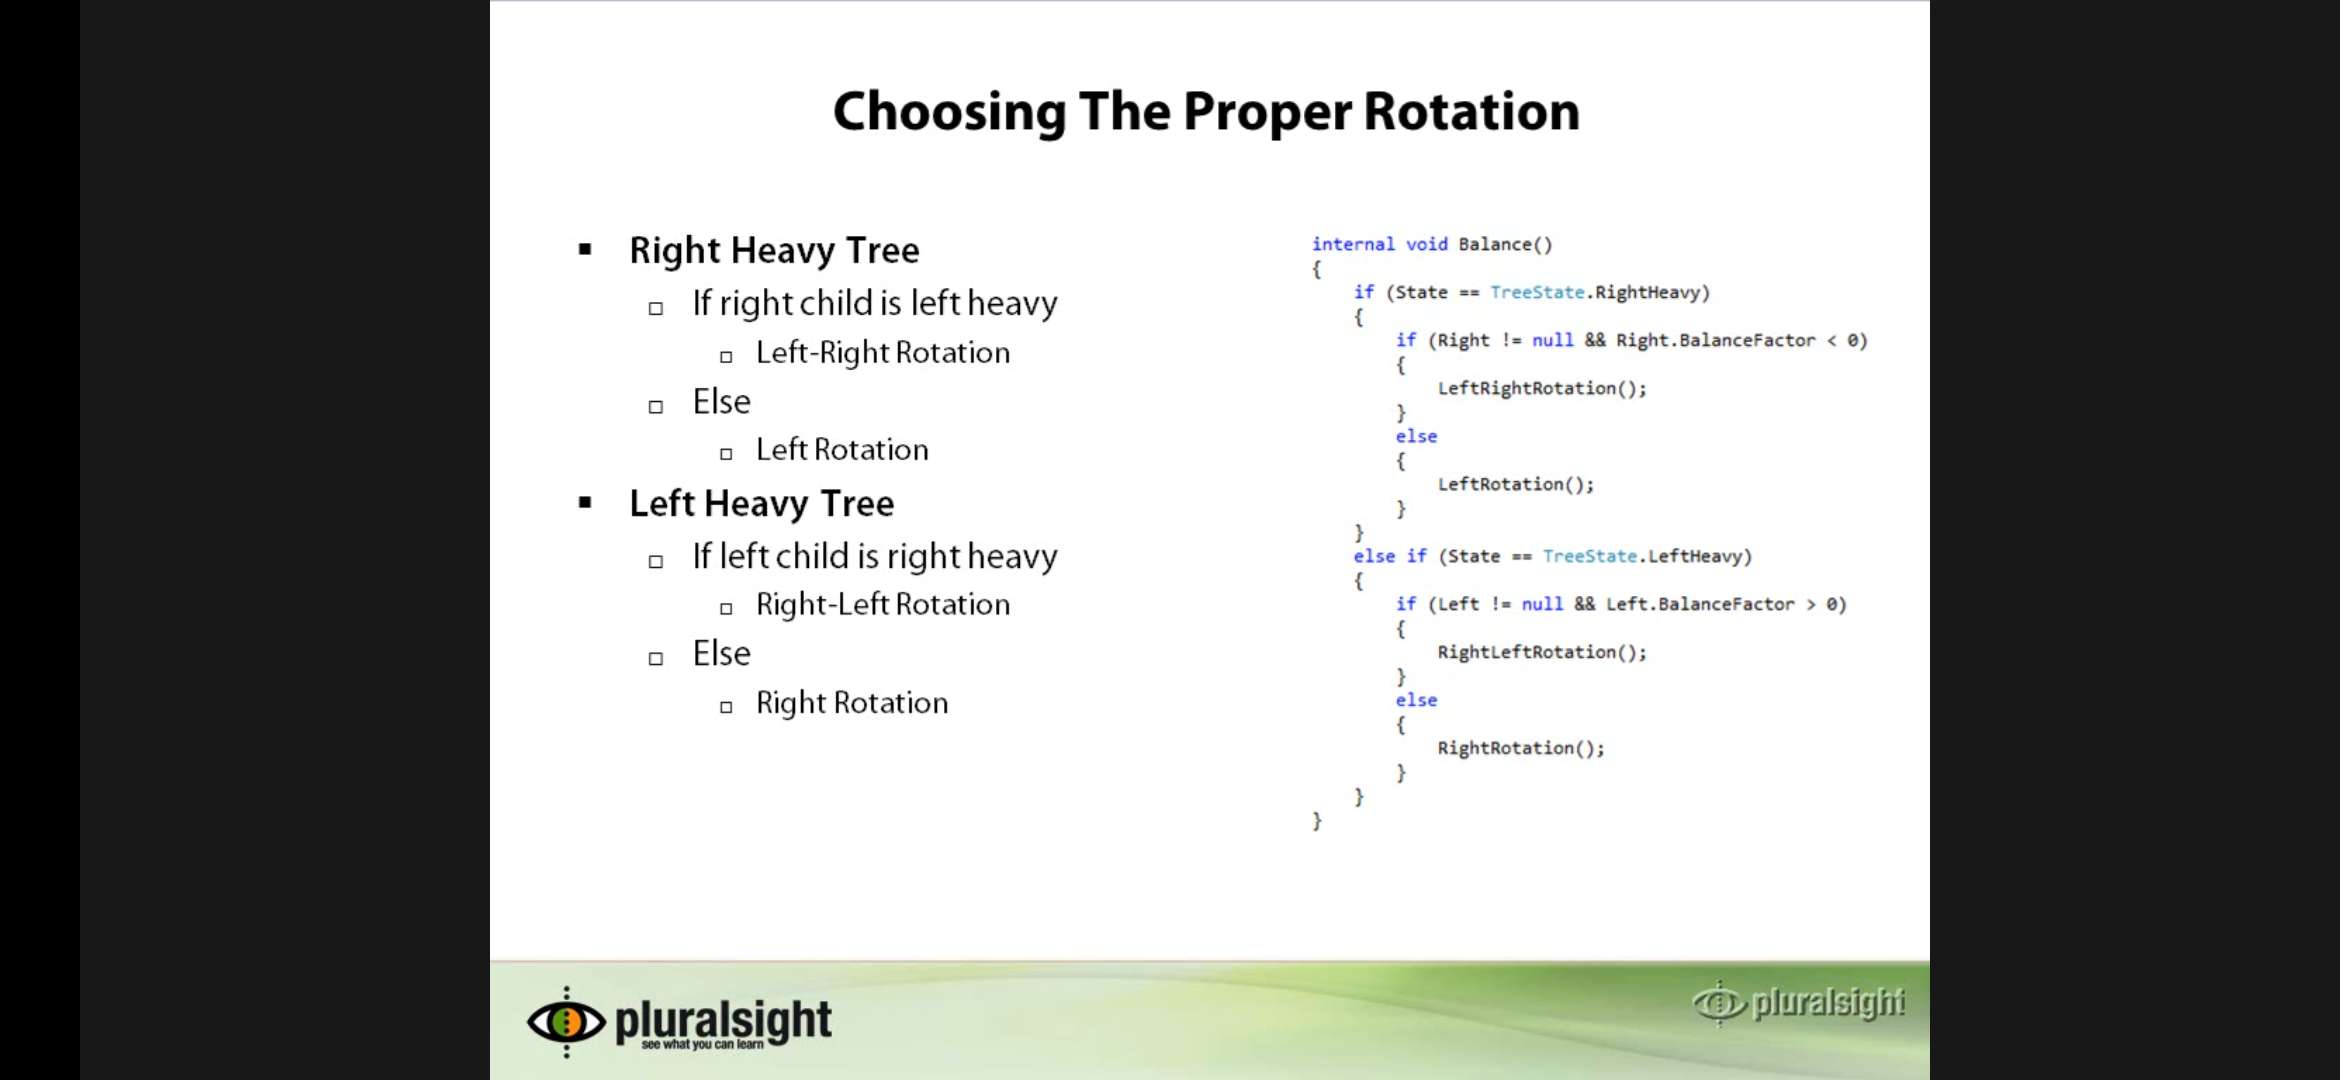 Choosing The Proper Rotation
▪ Right Heavy Tree
▫ If right child is left heavy
▫ Left-Right Rotation
▫ Else
▫ Left Rotation
▪ Left Heavy Tree
▫ If left child is right heavy
▫ Right-Left Rotation
▫ Else
▫ Right Rotation
internal void Balance()
{
    if (State == TreeState.RightHeavy)
    {
        if (Right != null && Right.BalanceFactor < 0)
        {
            LeftRightRotation();
        }
        else
        {
            LeftRotation();
        }
    }
    else if (State == TreeState.LeftHeavy)
    {
        if (Left != null && Left.BalanceFactor > 0)
        {
            RightLeftRotation();
        }
        else
        {
            RightRotation();
        }
    }
}
pluralsight
see what you can learn
pluralsight